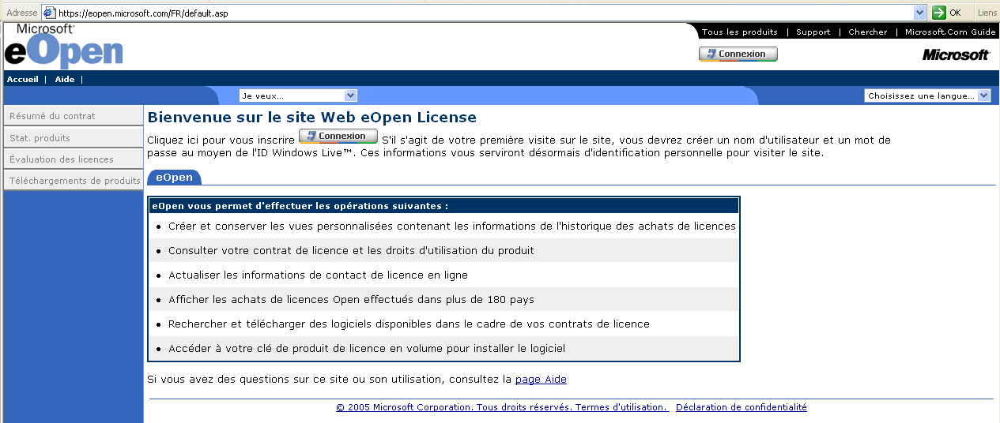 Adresse https://eopen.microsoft.com/FR/default.asp OK Liens
Microsoft®
eOpen
Tous les produits | Support | Chercher | Microsoft.Com Guide
Connexion
Microsoft®
Accueil | Aide |
Je veux...
Choisissez une langue...
Résumé du contrat
Stat. produits
Évaluation des licences
Téléchargements de produits
Bienvenue sur le site Web eOpen License
Cliquez ici pour vous inscrire Connexion S'il s'agit de votre première visite sur le site, vous devrez créer un nom d'utilisateur et un mot de
passe au moyen de l'ID Windows Live™. Ces informations vous serviront désormais d'identification personnelle pour visiter le site.
eOpen
eOpen vous permet d'effectuer les opérations suivantes :
• Créer et conserver les vues personnalisées contenant les informations de l'historique des achats de licences
• Consulter votre contrat de licence et les droits d'utilisation du produit
• Actualiser les informations de contact de licence en ligne
• Afficher les achats de licences Open effectués dans plus de 180 pays
• Rechercher et télécharger des logiciels disponibles dans le cadre de vos contrats de licence
• Accéder à votre clé de produit de licence en volume pour installer le logiciel
Si vous avez des questions sur ce site ou son utilisation, consultez la page Aide
© 2005 Microsoft Corporation. Tous droits réservés. Termes d'utilisation. Déclaration de confidentialité